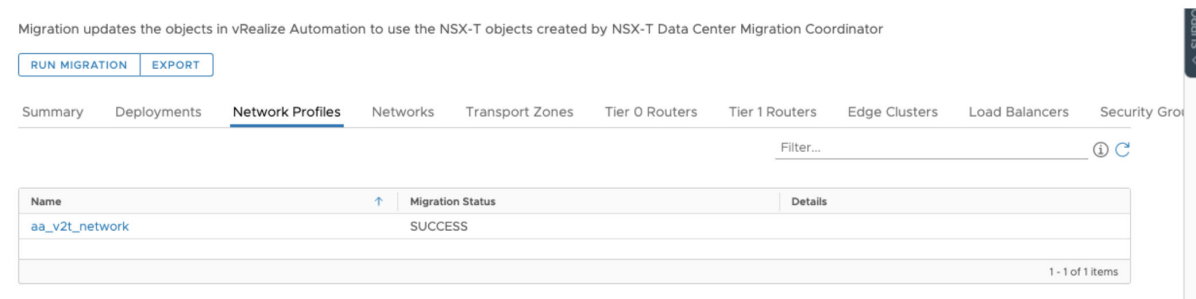 Migration updates the objects in vRealize Automation to use the NSX-T objects created by NSX-T Data Center Migration Coordinator
RUN MIGRATION EXPORT
Summary Deployments Network Profiles Networks Transport Zones Tier 0 Routers Tier 1 Routers Edge Clusters Load Balancers Security Grou
Filter...
Name Migration Status Details
aa_v2t_network SUCCESS
1 - 1 of 1 items